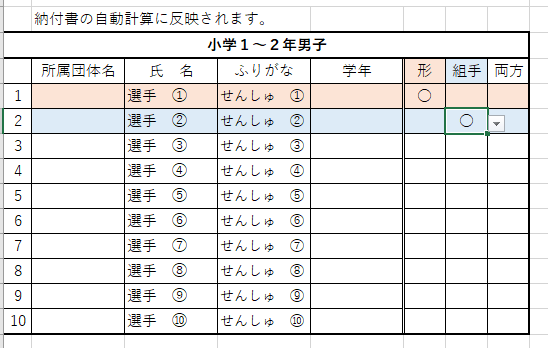 納付書の自動計算に反映されます。
小学１～２年男子
所属団体名 氏 名 ふりがな 学年 形 組手 両方
1 選手 ① せんしゅ ① ○
2 選手 ② せんしゅ ② ○
3 選手 ③ せんしゅ ③
4 選手 ④ せんしゅ ④
5 選手 ⑤ せんしゅ ⑤
6 選手 ⑥ せんしゅ ⑥
7 選手 ⑦ せんしゅ ⑦
8 選手 ⑧ せんしゅ ⑧
9 選手 ⑨ せんしゅ ⑨
10 選手 ⑩ せんしゅ ⑩